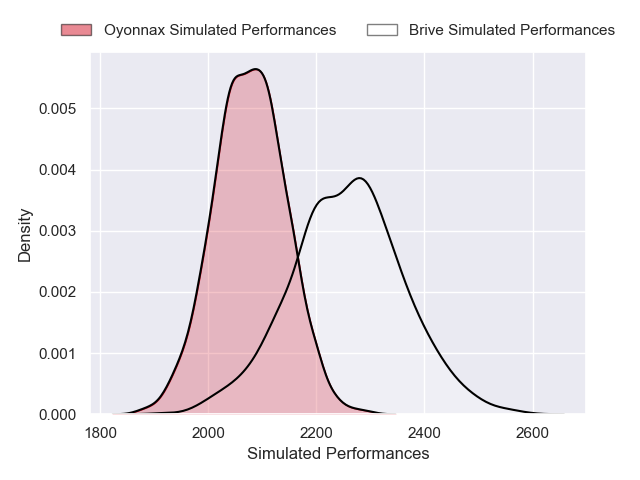 Oyonnax Simulated Performances
Brive Simulated Performances
0.005
0.004
0.003
0.002
0.001
0.000
1800
2000
2200
2400
2600
Density
Simulated Performances